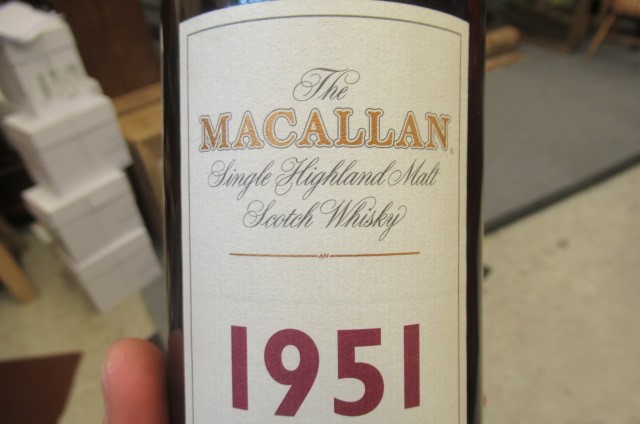 The
MACALLAN
Single Highland Malt
Scotch Whisky
1951